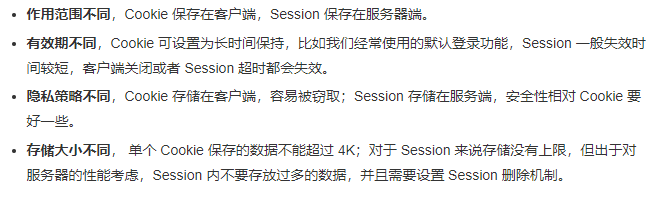 作用范围不同，Cookie 保存在客户端，Session 保存在服务器端。
有效期不同，Cookie 可设置为长时间保持，比如我们经常使用的默认登录功能，Session 一般失效时
间较短，客户端关闭或者 Session 超时都会失效。
隐私策略不同，Cookie 存储在客户端，容易被窃取；Session 存储在服务端，安全性相对 Cookie 要
好一些。
存储大小不同， 单个 Cookie 保存的数据不能超过 4K；对于 Session 来说存储没有上限，但出于对
服务器的性能考虑，Session 内不要存放过多的数据，并且需要设置 Session 删除机制。